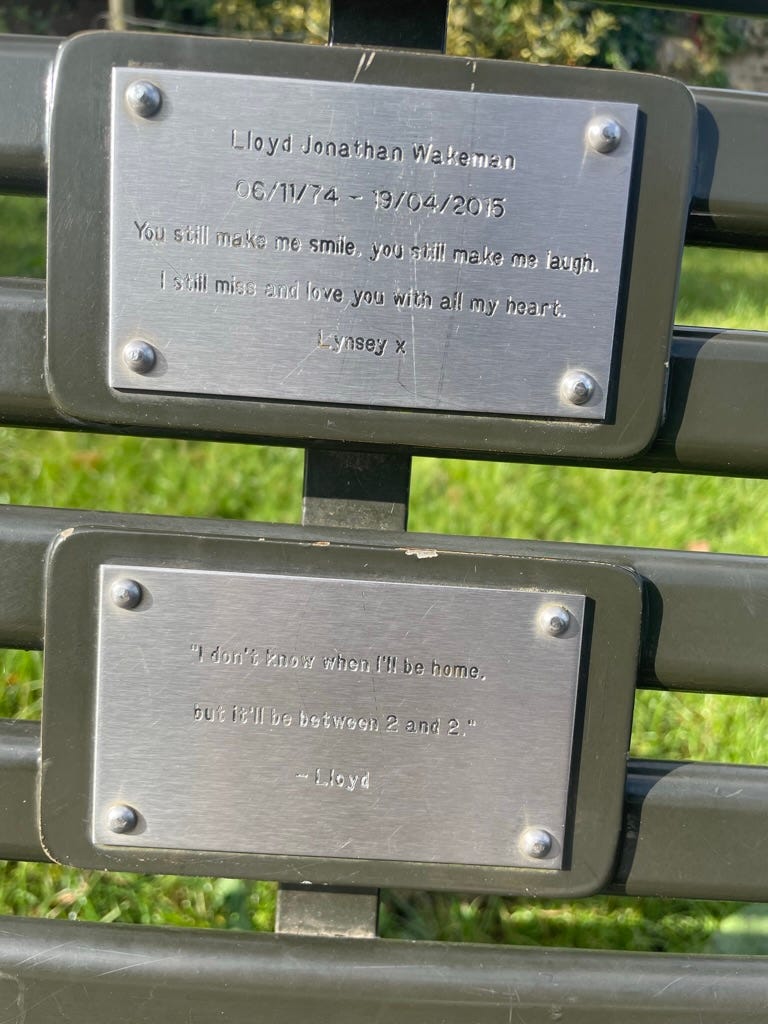 Lloyd Jonathan Wakeman
06/11/74 - 19/04/2015
You still make me smile, you still make me laugh.
I still miss and love you with all my heart.
Lynsey x
"I don't know when I'll be home,
but it'll be between 2 and 2."
- Lloyd